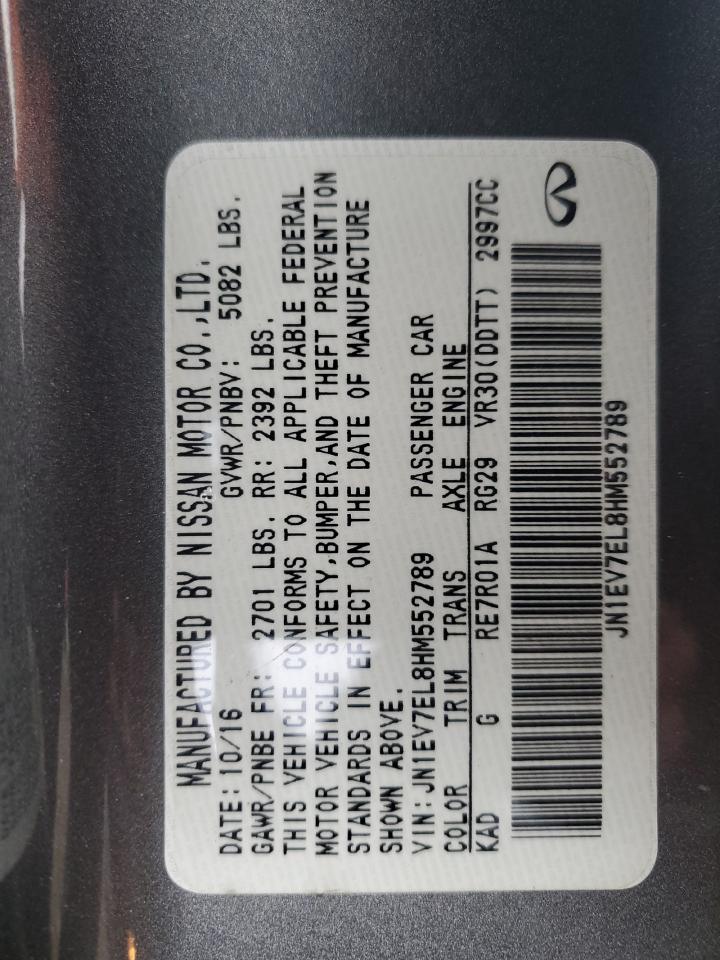 MANUFACTURED BY NISSAN MOTOR CO.,LTD.
DATE: 10/16 GVWR/PNBV: 5082 LBS.
GAWR/PNBE FR: 2701 LBS. RR: 2392 LBS.
THIS VEHICLE CONFORMS TO ALL APPLICABLE FEDERAL
MOTOR VEHICLE SAFETY,BUMPER,AND THEFT PREVENTION
STANDARDS IN EFFECT ON THE DATE OF MANUFACTURE
SHOWN ABOVE.
VIN:JN1EV7EL8HM552789 PASSENGER CAR
COLOR TRIM TRANS AXLE ENGINE
KAD G RE7R01A RG29 VR30(DDTT) 2997CC
JN1EV7EL8HM552789